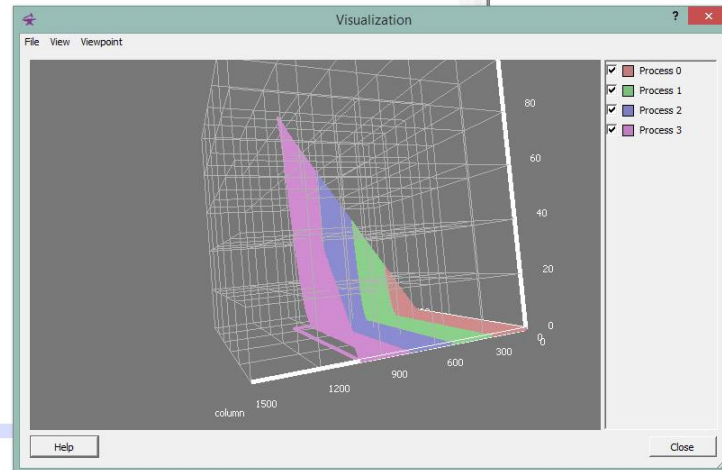 Visualization
?
×
File View Viewpoint
Process 0
Process 1
Process 2
Process 3
80
60
40
20
0
0
0
300
600
900
1200
1500
column
Help
Close